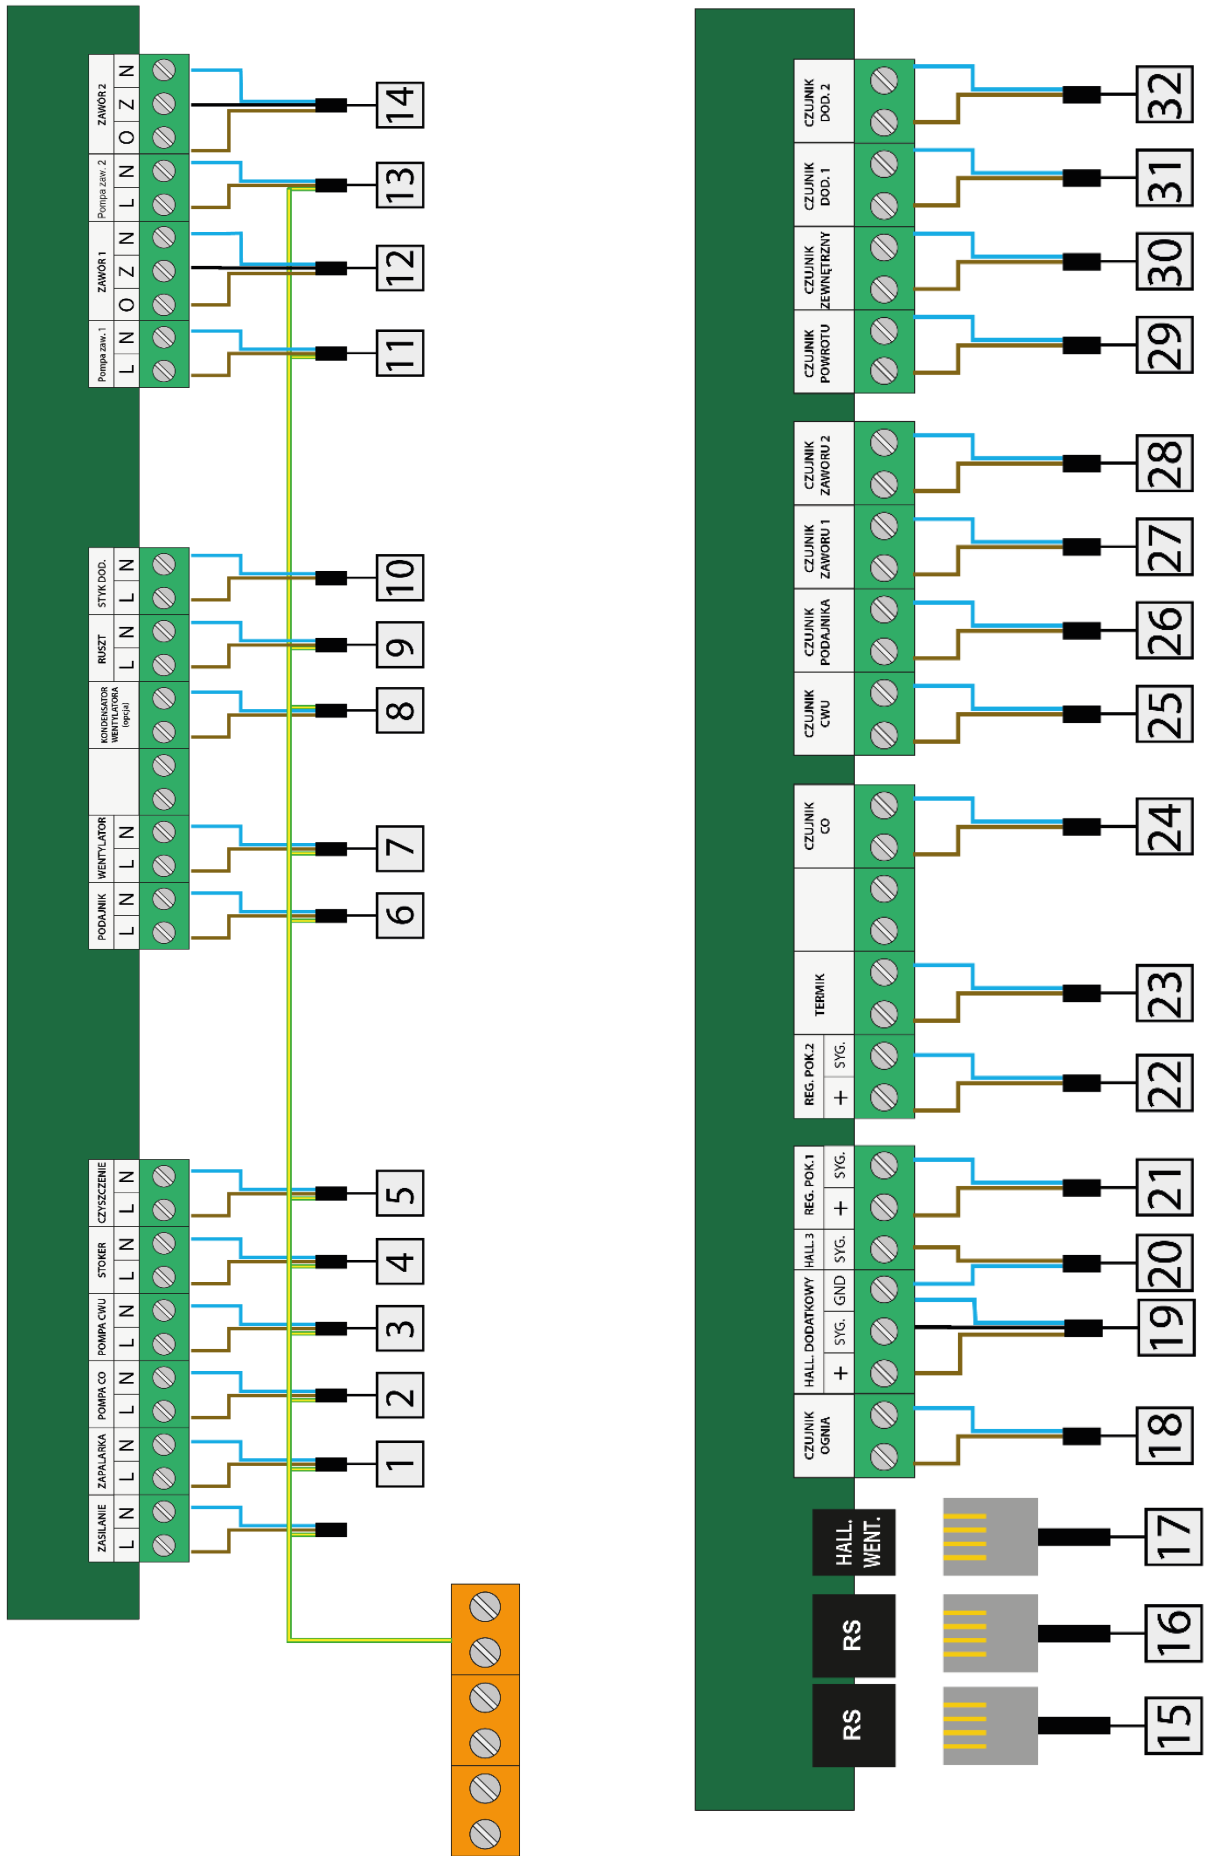 ZASILANIE
L N
ZAPALARKA
L N
POMPA CO
L N
POMPA CWU
L N
STOKER
L N
CZYSZCZENIE
L N
PODAJNIK
L N
WENTYLATOR
L N
KONDENSATOR
WENTYLATORA
(opcja)
RUSZT
L N
STYK DOD.
L N
Pompa zaw. 1
L N
ZAWÓR 1
O Z N
Pompa zaw. 2
L N
ZAWÓR 2
O Z N
1
2
3
4
5
6
7
8
9
10
11
12
13
14
RS
RS
HALL.
WENT.
CZUJNIK
OGNIA
HALL. DODATKOWY
+ SYG. GND
HALL 3
SYG.
REG. POK.1
+ SYG.
REG. POK.2
+ SYG.
TERMIK
CZUJNIK
CO
CZUJNIK
CWU
CZUJNIK
PODAJNIKA
CZUJNIK
ZAWORU 1
CZUJNIK
ZAWORU 2
CZUJNIK
POWROTU
CZUJNIK
ZEWNĘTRZNY
CZUJNIK
DOD. 1
CZUJNIK
DOD. 2
15
16
17
18
19
20
21
22
23
24
25
26
27
28
29
30
31
32